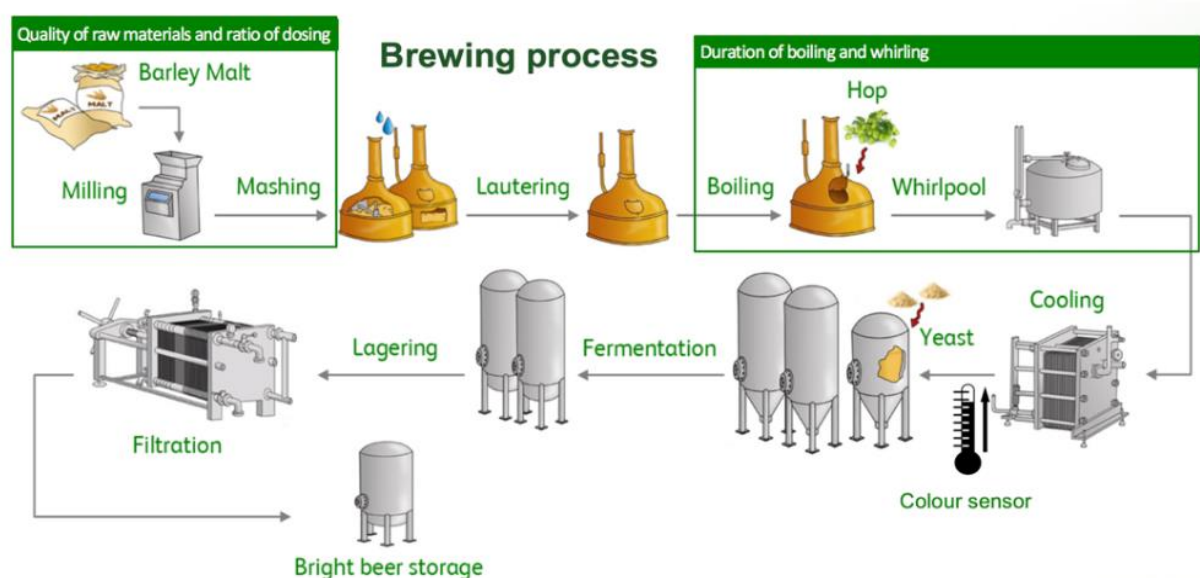 Quality of raw materials and ratio of dosing
Brewing process
Duration of boiling and whirling
Barley Malt
MALT
MALT
Hop
Milling
Mashing
Lautering
Boiling
Whirlpool
Cooling
Yeast
Fermentation
Lagering
Filtration
Colour sensor
Bright beer storage